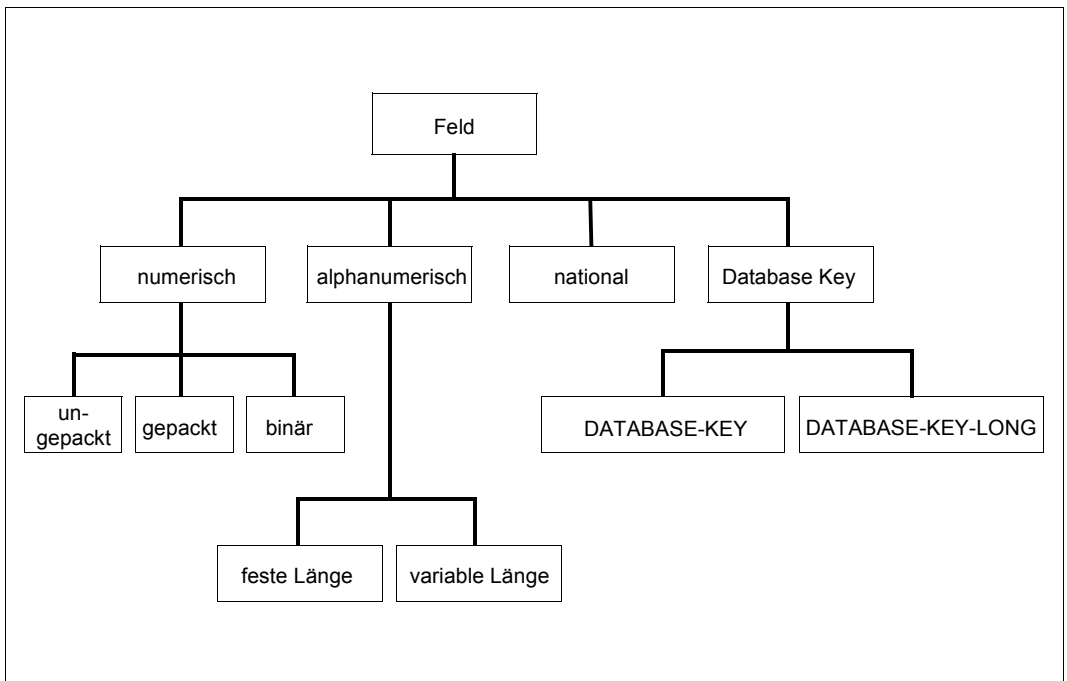 Feld
numerisch
alphanumerisch
national
Database Key
un-
gepackt
gepackt
binär
DATABASE-KEY
DATABASE-KEY-LONG
feste Länge
variable Länge